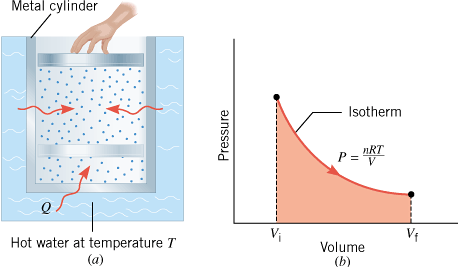 Metal cylinder
Q
Hot water at temperature T
(a)
Pressure
Isotherm
P = nRT/V
Vi
Vf
Volume
(b)